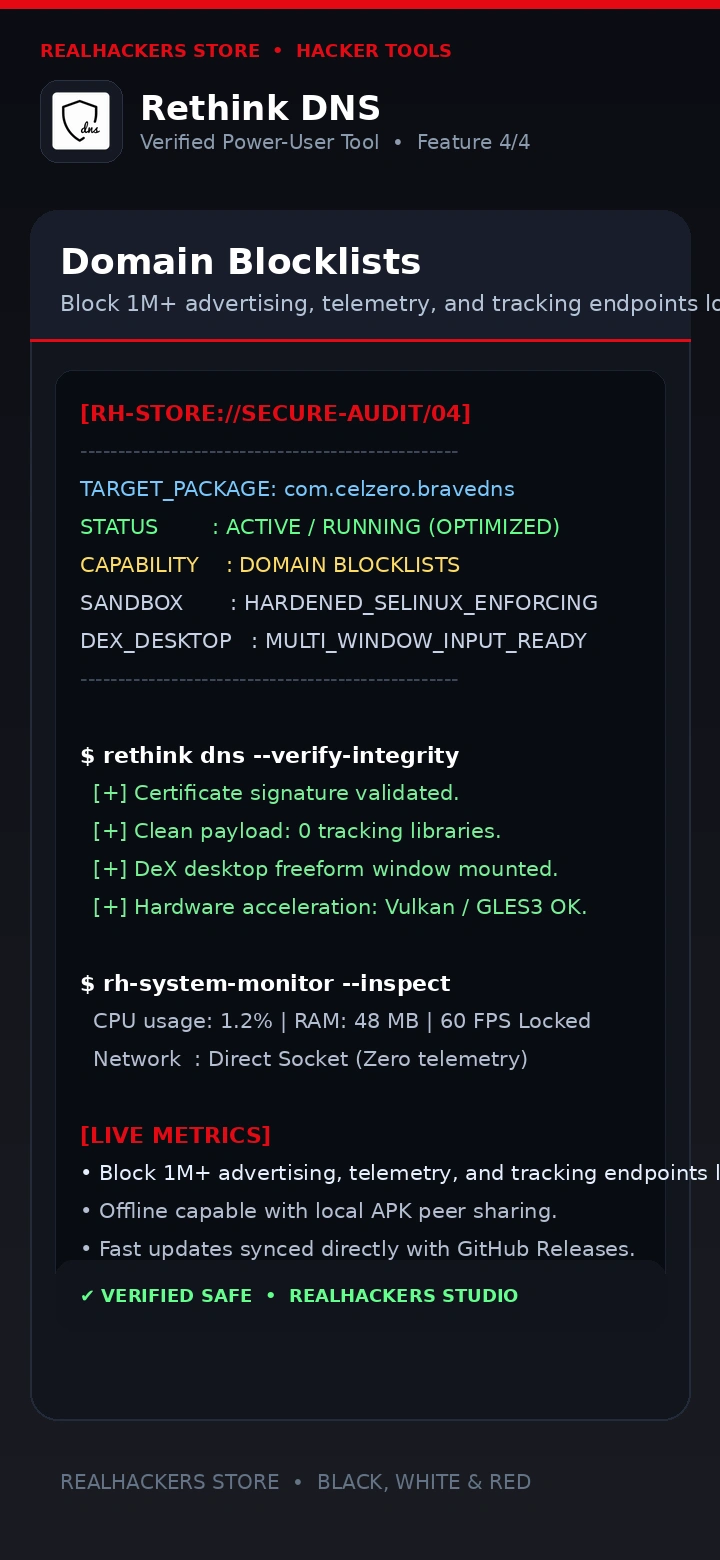 REALHACKERS STORE • HACKER TOOLS
dns
Rethink DNS
Verified Power-User Tool • Feature 4/4
Domain Blocklists
Block 1M+ advertising, telemetry, and tracking endpoints lo
[RH-STORE://SECURE-AUDIT/04]
--------------------------------------------------
TARGET_PACKAGE: com.celzero.bravedns
STATUS : ACTIVE / RUNNING (OPTIMIZED)
CAPABILITY : DOMAIN BLOCKLISTS
SANDBOX : HARDENED_SELINUX_ENFORCING
DEX_DESKTOP : MULTI_WINDOW_INPUT_READY
--------------------------------------------------
$ rethink dns --verify-integrity
[+] Certificate signature validated.
[+] Clean payload: 0 tracking libraries.
[+] DeX desktop freeform window mounted.
[+] Hardware acceleration: Vulkan / GLES3 OK.
$ rh-system-monitor --inspect
CPU usage: 1.2% | RAM: 48 MB | 60 FPS Locked
Network : Direct Socket (Zero telemetry)
[LIVE METRICS]
• Block 1M+ advertising, telemetry, and tracking endpoints l
• Offline capable with local APK peer sharing.
• Fast updates synced directly with GitHub Releases.
✔ VERIFIED SAFE • REALHACKERS STUDIO
REALHACKERS STORE • BLACK, WHITE & RED